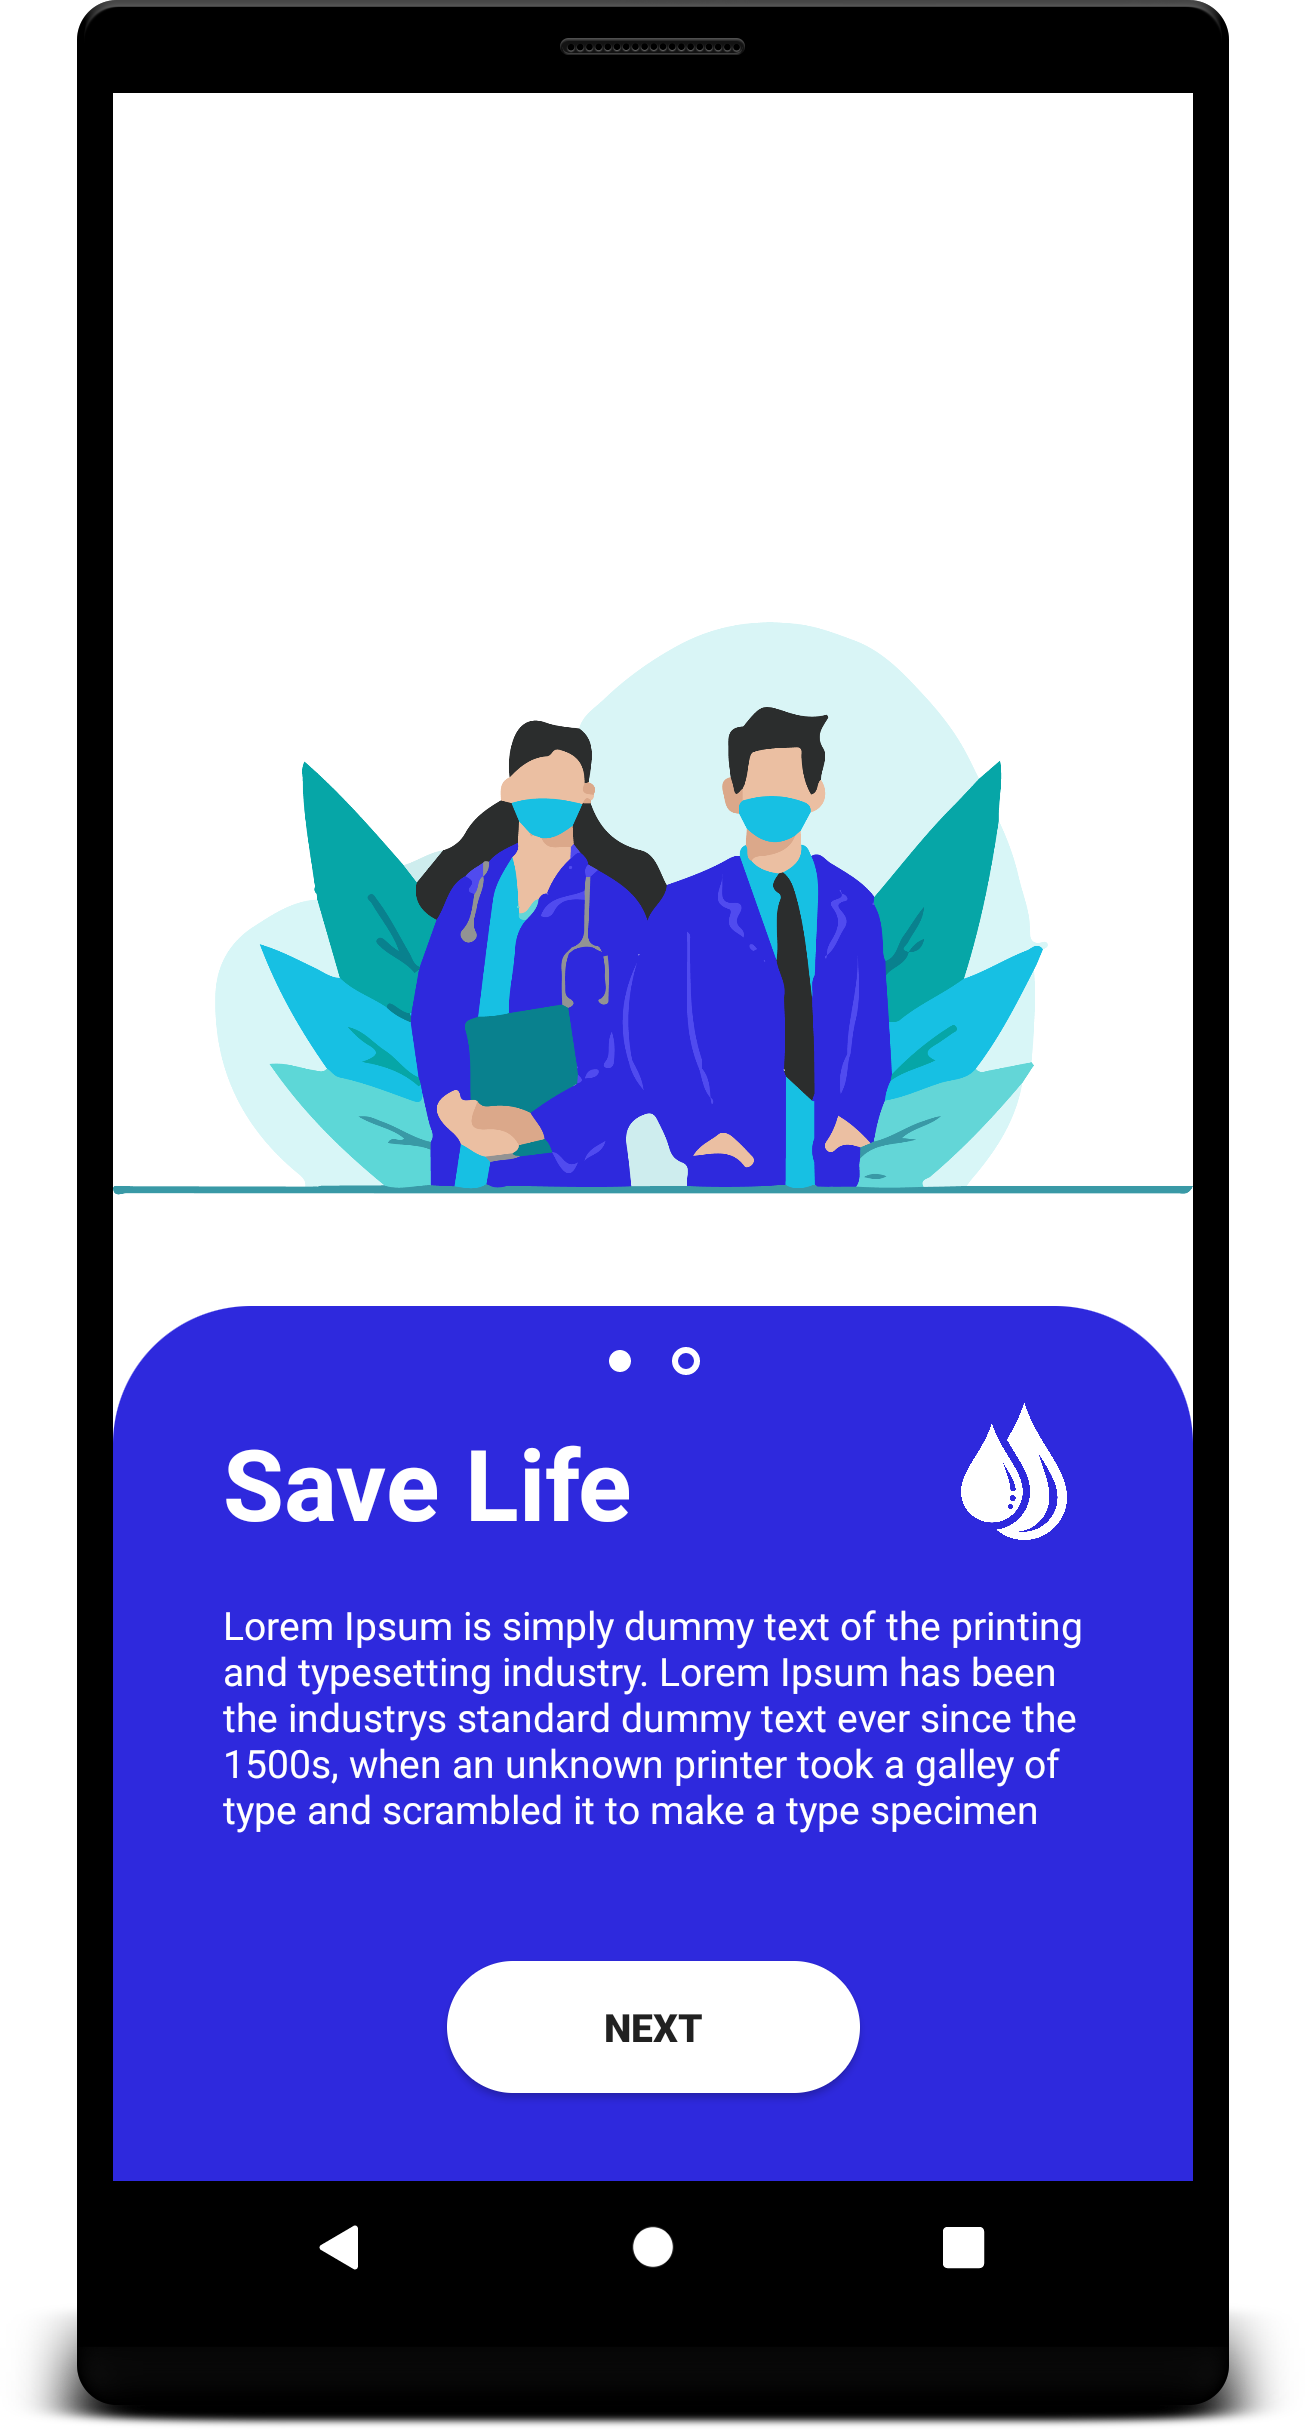 Save Life
Lorem Ipsum is simply dummy text of the printing
and typesetting industry. Lorem Ipsum has been
the industrys standard dummy text ever since the
1500s, when an unknown printer took a galley of
type and scrambled it to make a type specimen
NEXT